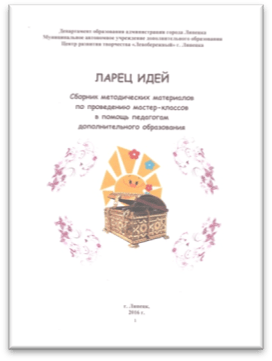 Департамент образования администрации города Липецка
Муниципальное автономное учреждение дополнительного образования
Центр развития творчества «Левобережный» г. Липецка
ЛАРЕЦ ИДЕЙ
Сборник методических материалов
по проведению мастер-классов
в помощь педагогам
дополнительного образования
г. Липецк,
2016 г.